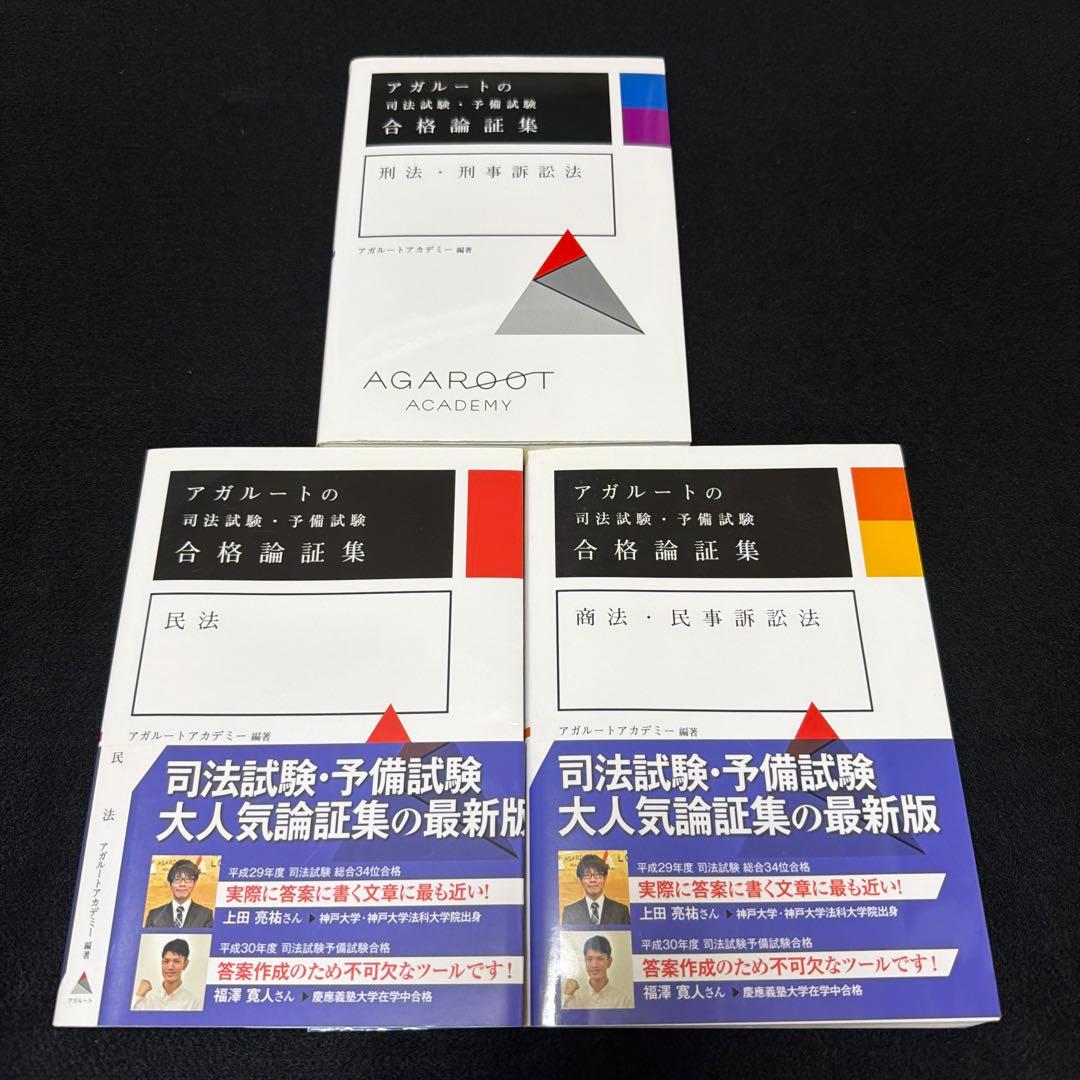 アガルートの
司法試験・予備試験
合格論証集
刑法・刑事訴訟法
アガルートアカデミー 編著
AGAROOT
ACADEMY
アガルートの
司法試験・予備試験
合格論証集
民法
アガルートアカデミー 編著
民法
アガルートアカデミー 編著
アガルート
司法試験・予備試験
大人気論証集の最新版
平成29年度 司法試験 総合34位合格
実際に答案に書く文章に最も近い!
上田 亮祐さん ▶ 神戸大学・神戸大学法科大学院出身
平成30年度 司法試験予備試験合格
答案作成のため不可欠なツールです!
福澤 寛人さん ▶ 慶應義塾大学在学中合格
アガルートの
司法試験・予備試験
合格論証集
商法・民事訴訟法
アガルートアカデミー 編著
司法試験・予備試験
大人気論証集の最新版
平成29年度 司法試験 総合34位合格
実際に答案に書く文章に最も近い!
上田 亮祐さん ▶ 神戸大学・神戸大学法科大学院出身
平成30年度 司法試験予備試験合格
答案作成のため不可欠なツールです!
福澤 寛人さん ▶ 慶應義塾大学在学中合格